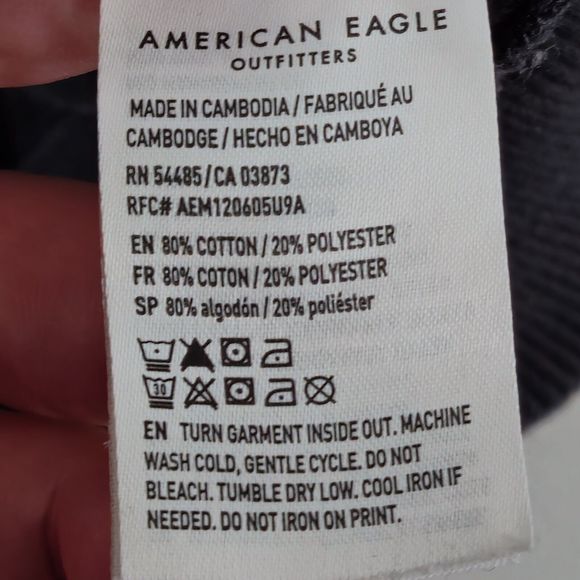 AMERICAN EAGLE
OUTFITTERS
MADE IN CAMBODIA / FABRIQUÉ AU
CAMBODGE / HECHO EN CAMBOYA
RN 54485 / CA 03873
RFC# AEM120605U9A
EN 80% COTTON / 20% POLYESTER
FR 80% COTON / 20% POLYESTER
SP 80% algodón / 20% poliéster
30
EN TURN GARMENT INSIDE OUT. MACHINE
WASH COLD, GENTLE CYCLE. DO NOT
BLEACH. TUMBLE DRY LOW. COOL IRON IF
NEEDED. DO NOT IRON ON PRINT.